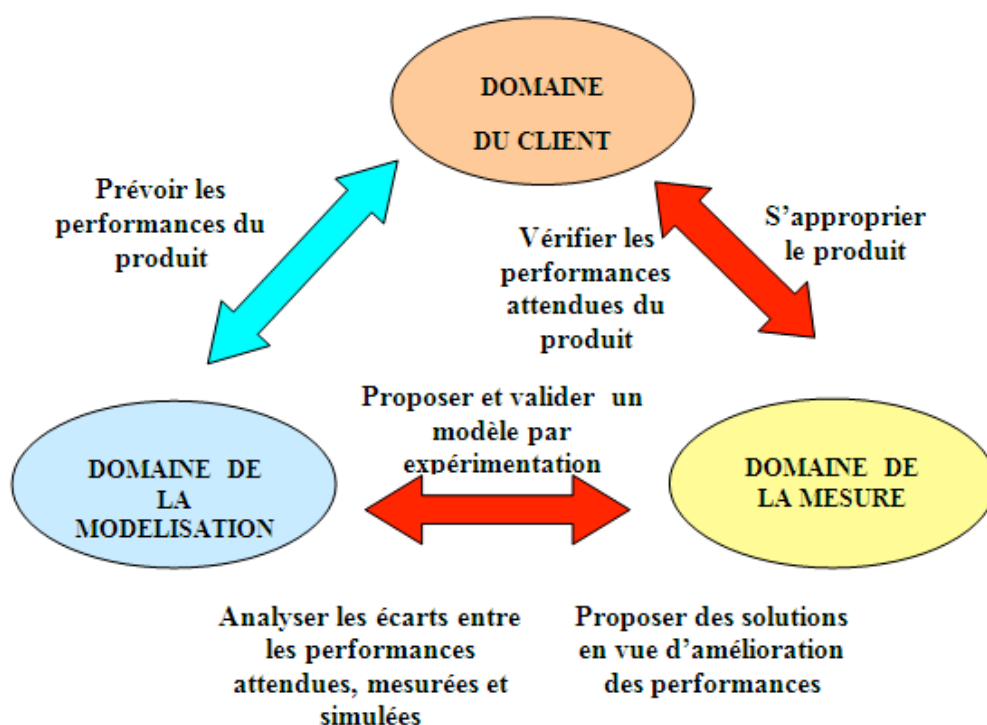 DOMAINE
DU CLIENT
Prévoir les
performances du
produit
S’approprier
le produit
Vérifier les
performances
attendues du
produit
Proposer et valider un
modèle par
expérimentation
DOMAINE DE
LA
MODELISATION
DOMAINE DE
LA MESURE
Analyser les écarts entre
les performances
attendues, mesurées et
simulées
Proposer des solutions
en vue d’amélioration
des performances